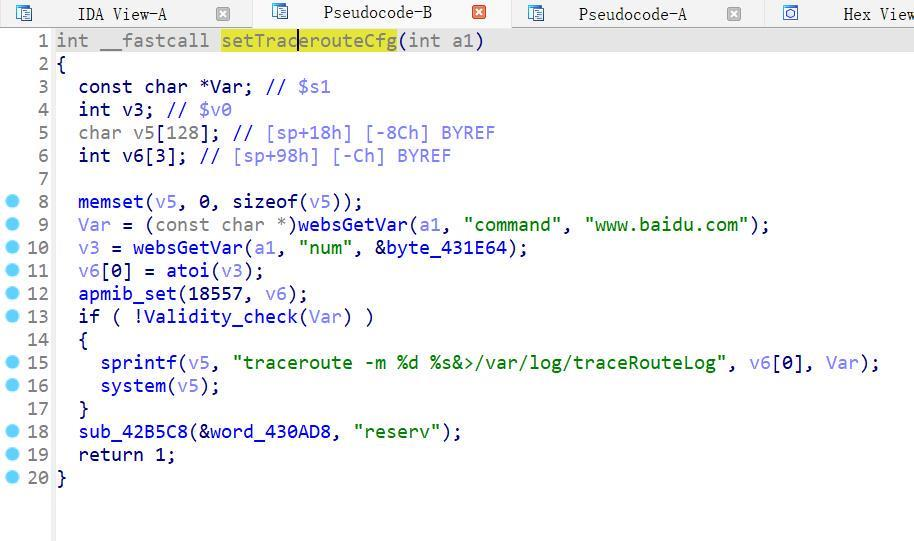 IDA View-A Pseudocode-B Pseudocode-A Hex View
1 int __fastcall setTracerouteCfg(int a1)
2 {
3 const char *Var; // $s1
4 int v3; // $v0
5 char v5[128]; // [sp+18h] [-8Ch] BYREF
6 int v6[3]; // [sp+98h] [-Ch] BYREF
7
8 memset(v5, 0, sizeof(v5));
9 Var = (const char *)websGetVar(a1, "command", "www.baidu.com");
10 v3 = websGetVar(a1, "num", &byte_431E64);
11 v6[0] = atoi(v3);
12 apmib_set(18557, v6);
13 if ( !Validity_check(Var) )
14 {
15 sprintf(v5, "traceroute -m %d %s&>/var/log/traceRouteLog", v6[0], Var);
16 system(v5);
17 }
18 sub_42B5C8(&word_430AD8, "reserv");
19 return 1;
20 }